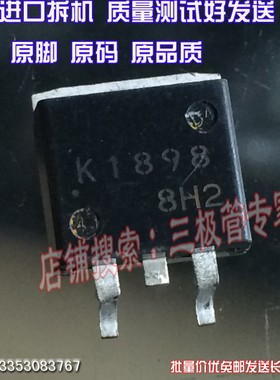 进口拆机 质量测试好发送
原脚 原码 原品质
K1898
8H2
店铺搜索：三极管专家
3353083767
批量价优免邮发送长